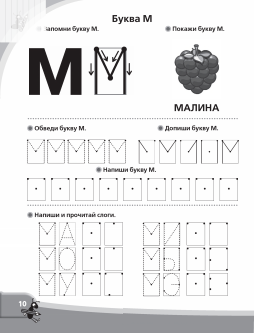 Буква М
Запомни букву М.
Покажи букву М.
М М
МАЛИНА
Обведи букву М.
Допиши букву М.
М М М М М
Напиши букву М.
Напиши и прочитай слоги.
МА МИ
МО МЫ
МУ МЭ
10